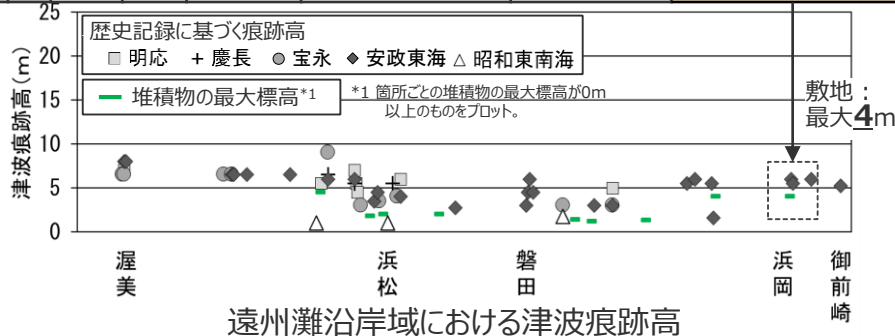 津波痕跡高(m)
25
20
15
10
5
0
歴史記録に基づく痕跡高
明応 慶長 宝永 安政東海 昭和東南海
堆積物の最大標高*1
*1 箇所ごとの堆積物の最大標高が0m
以上のものをプロット。
敷地：
最大4m
渥美
浜松
磐田
浜岡
御前崎
遠州灘沿岸域における津波痕跡高